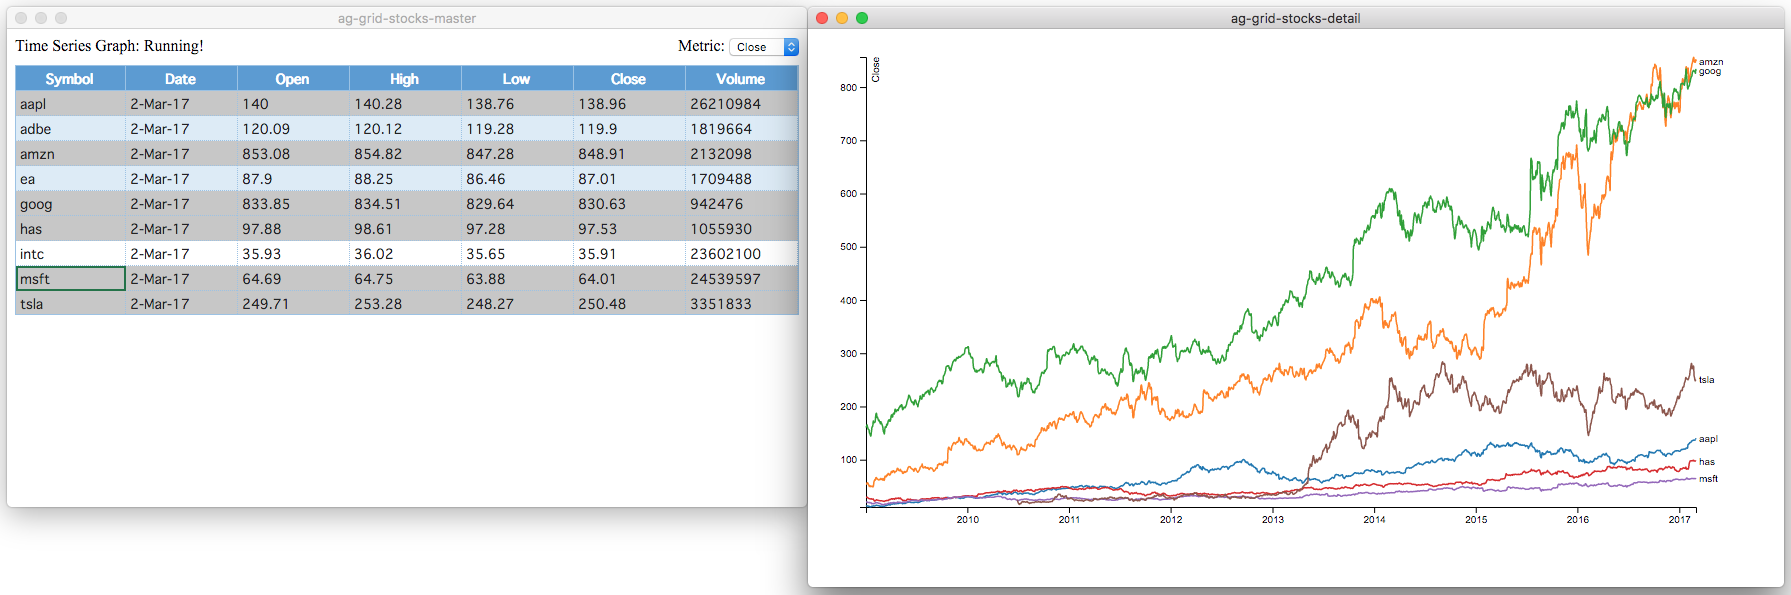 ag-grid-stocks-master
Time Series Graph: Running!
Metric: Close
Symbol Date Open High Low Close Volume
aapl 2-Mar-17 140 140.28 138.76 138.96 26210984
adbe 2-Mar-17 120.09 120.12 119.28 119.9 1819664
amzn 2-Mar-17 853.08 854.82 847.28 848.91 2132098
ea 2-Mar-17 87.9 88.25 86.46 87.01 1709488
goog 2-Mar-17 833.85 834.51 829.64 830.63 942476
has 2-Mar-17 97.88 98.61 97.28 97.53 1055930
intc 2-Mar-17 35.93 36.02 35.65 35.91 23602100
msft 2-Mar-17 64.69 64.75 63.88 64.01 24539597
tsla 2-Mar-17 249.71 253.28 248.27 250.48 3351833
ag-grid-stocks-detail
Close
800
700
600
500
400
300
200
100
2010 2011 2012 2013 2014 2015 2016 2017
amzn
goog
tsla
aapl
has
msft